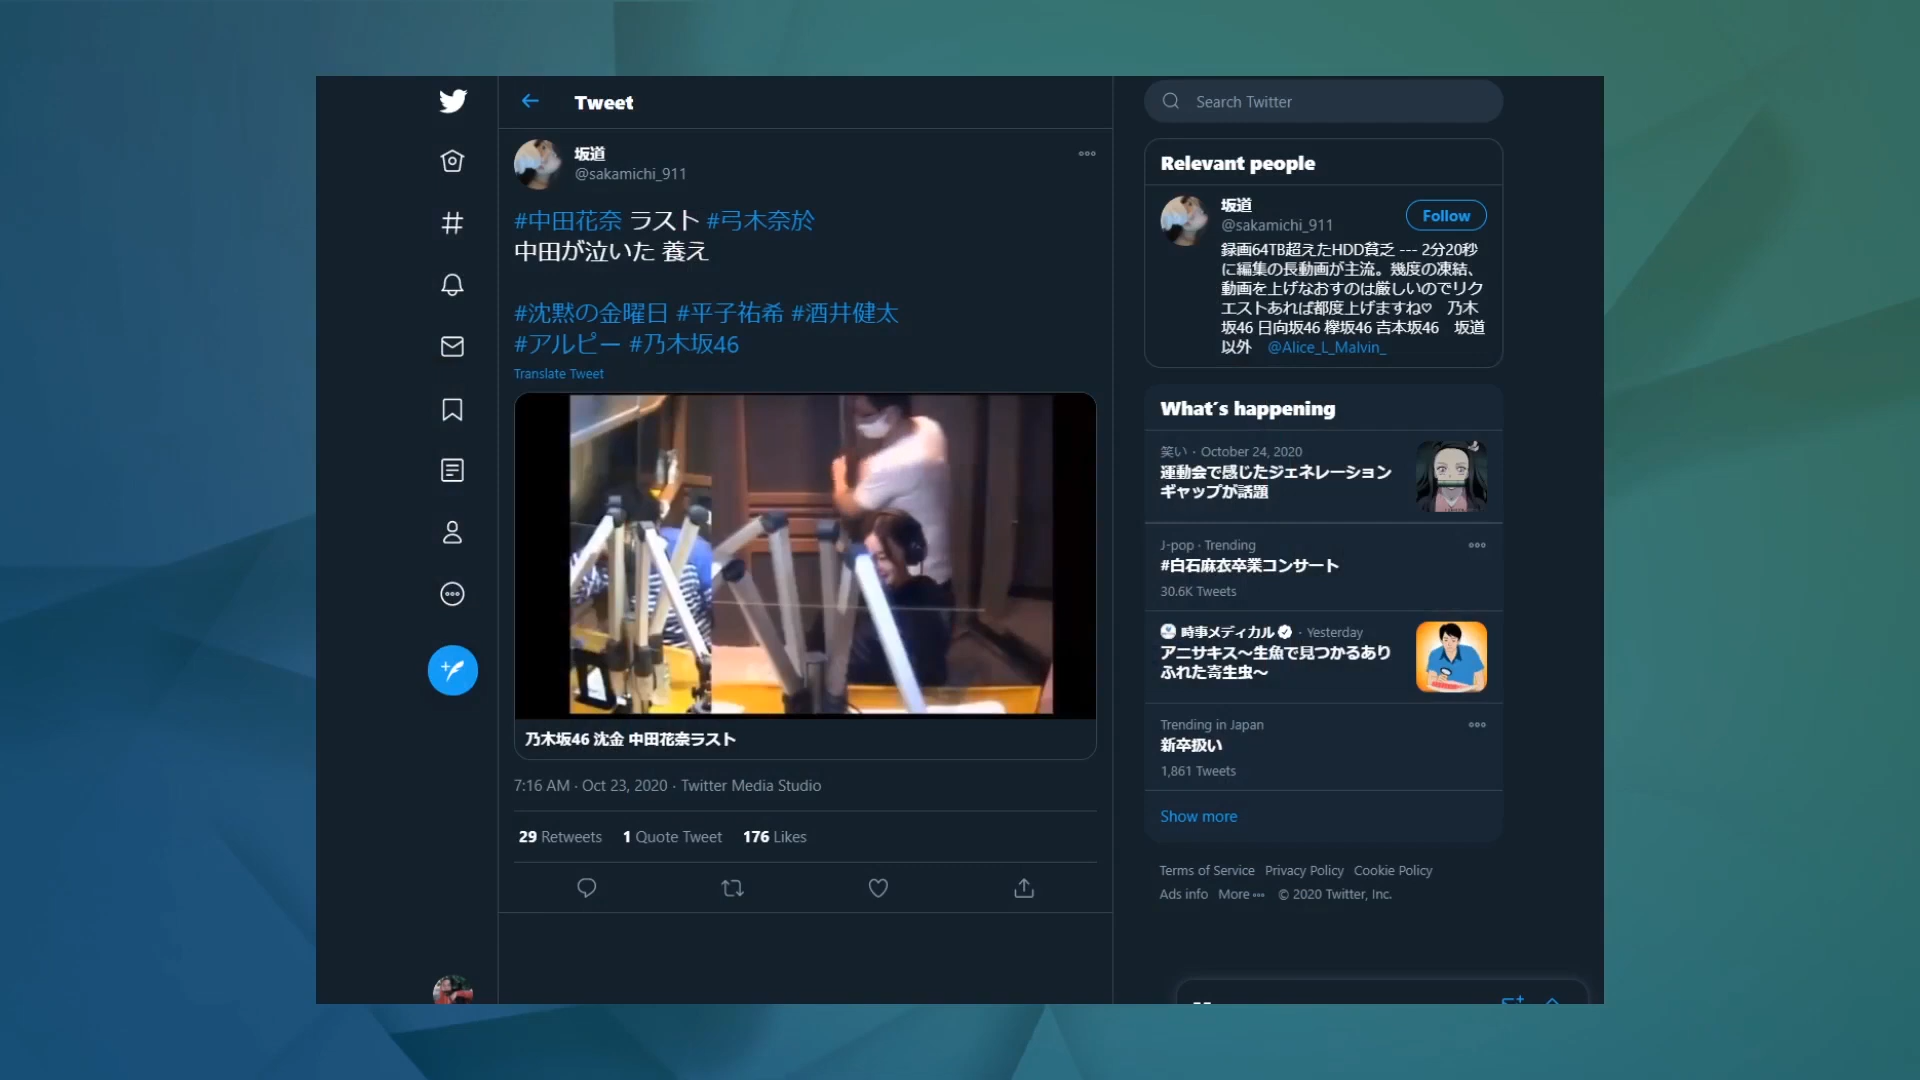 Tweet
坂道
@sakamichi_911
#中田花奈 ラスト #弓木奈於
中田が泣いた 養え
#沈黙の金曜日 #平子祐希 #酒井健太
#アルピー #乃木坂46
Translate Tweet
乃木坂46 沈金 中田花奈ラスト
7:16 AM · Oct 23, 2020 · Twitter Media Studio
29 Retweets 1 Quote Tweet 176 Likes
Search Twitter
Relevant people
坂道
@sakamichi_911
Follow
録画64TB超えたHDD貧乏 --- 2分20秒
に編集の長動画が主流。幾度の凍結、
動画を上げなおすのは厳しいのでリク
エストあれば都度上げますね♡ 乃木
坂46 日向坂46 欅坂46 吉本坂46 坂道
以外 @Alice_L_Malvin_
What's happening
笑い · October 24, 2020
運動会で感じたジェネレーション
ギャップが話題
J-pop · Trending
#白石麻衣卒業コンサート
30.6K Tweets
時事メディカル · Yesterday
アニサキス〜生魚で見つかるあり
ふれた寄生虫〜
Trending in Japan
新卒扱い
1,861 Tweets
Show more
Terms of Service Privacy Policy Cookie Policy
Ads info More © 2020 Twitter, Inc.